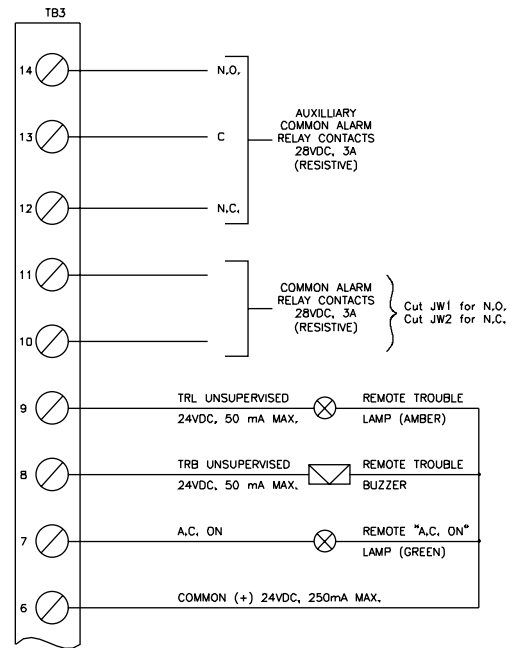 TB3
14
N.O.
13
C
12
N.C.
AUXILLIARY
COMMON ALARM
RELAY CONTACTS
28VDC, 3A
(RESISTIVE)
11
10
COMMON ALARM
RELAY CONTACTS
28VDC, 3A
(RESISTIVE)
Cut JW1 for N.O.
Cut JW2 for N.C.
9
TRL UNSUPERVISED
24VDC, 50 mA MAX.
REMOTE TROUBLE
LAMP (AMBER)
8
TRB UNSUPERVISED
24VDC, 50 mA MAX.
REMOTE TROUBLE
BUZZER
7
A.C. ON
REMOTE "A.C. ON"
LAMP (GREEN)
6
COMMON (+) 24VDC, 250mA MAX.